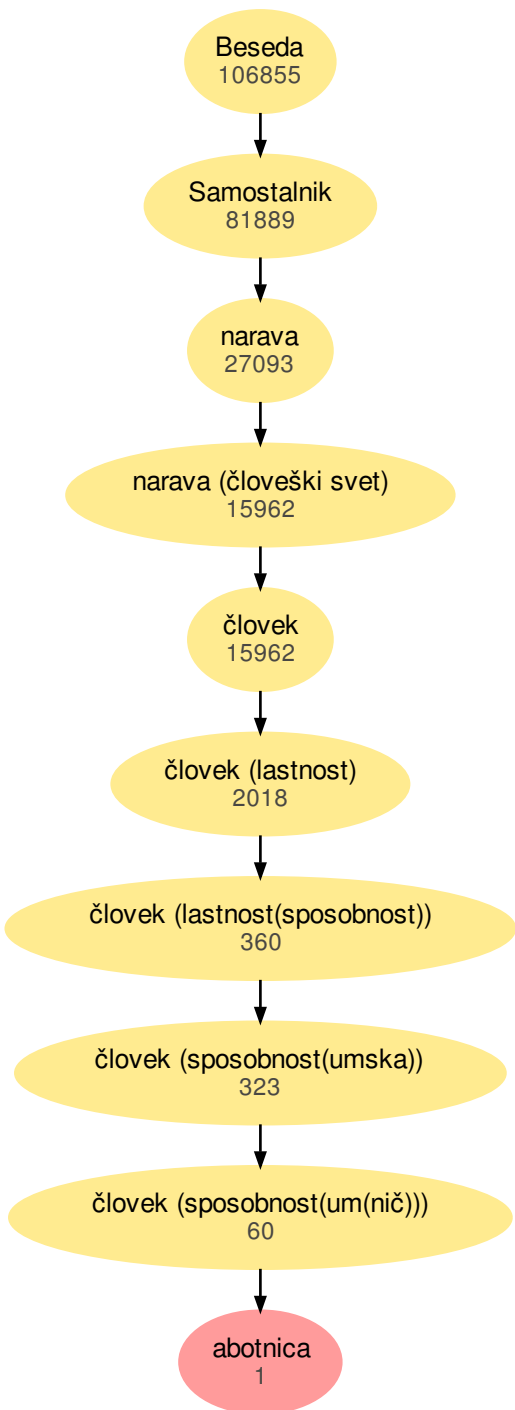 Beseda
106855
Samostalnik
81889
narava
27093
narava (človeški svet)
15962
človek
15962
človek (lastnost)
2018
človek (lastnost(sposobnost))
360
človek (sposobnost(umska))
323
človek (sposobnost(um(nič)))
60
abotnica
1